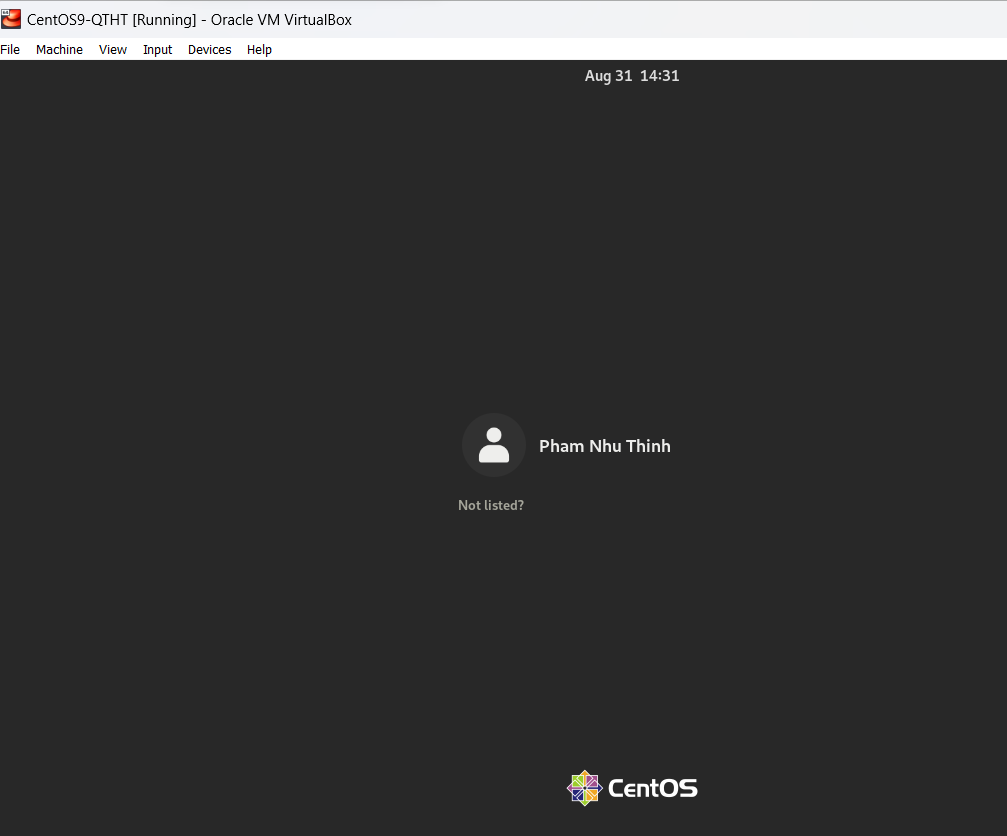 CentOS9-QTHT [Running] - Oracle VM VirtualBox
File Machine View Input Devices Help
Aug 31 14:31
Pham Nhu Thinh
Not listed?
CentOS